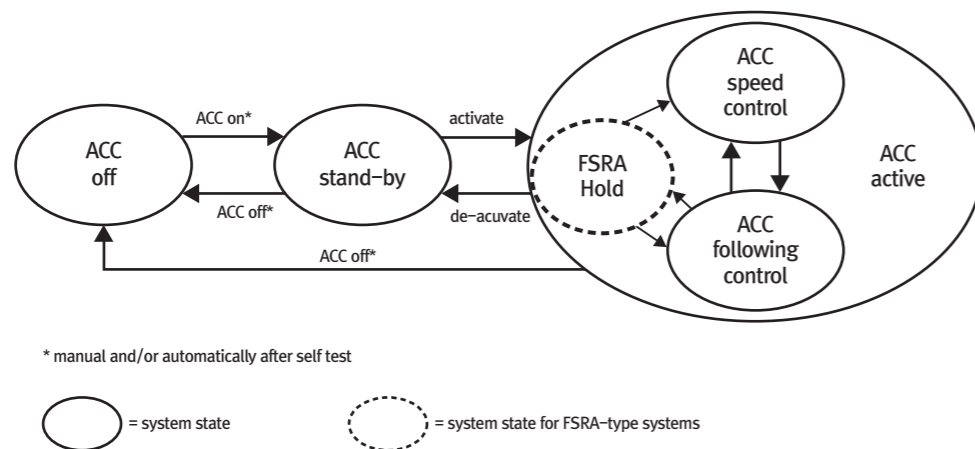 ACC
speed
control
ACC on*
activate
ACC
off
ACC
stand-by
FSRA
Hold
ACC
active
ACC off*
de-acuvate
ACC
following
control
ACC off*
* manual and/or automatically after self test
= system state
= system state for FSRA-type systems